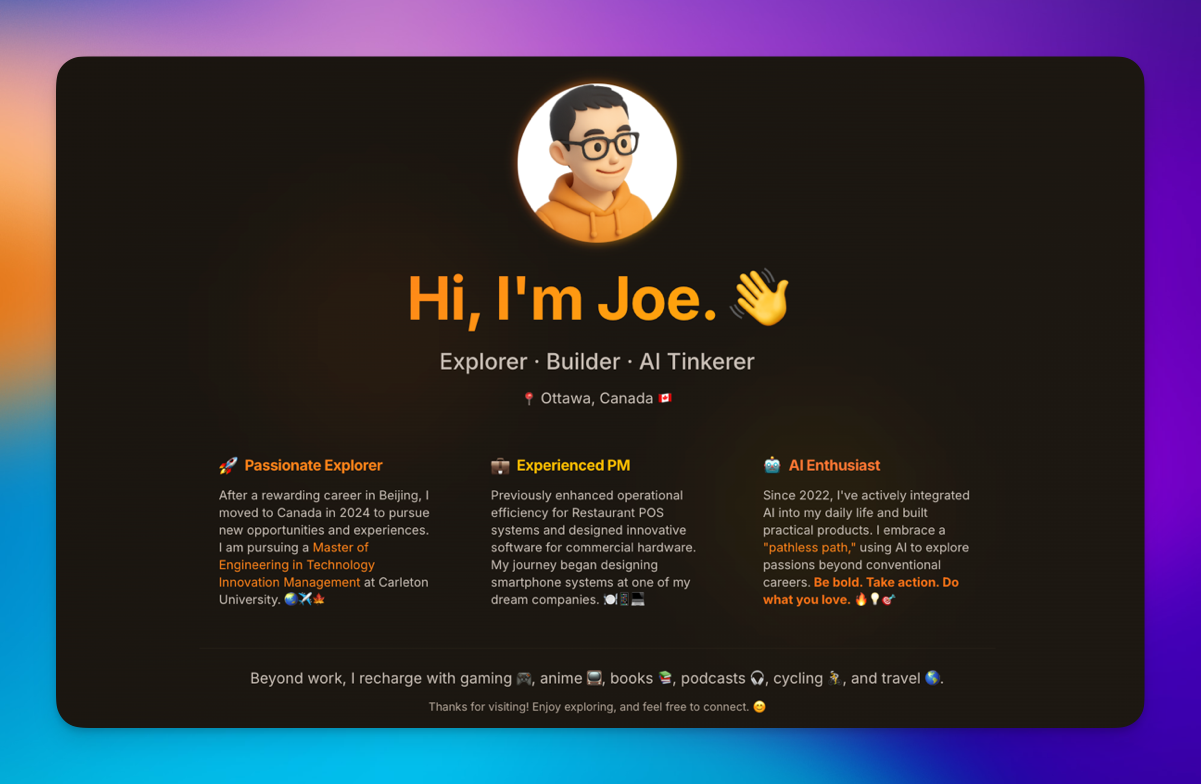 Hi, I'm Joe. 👋
Explorer · Builder · AI Tinkerer
📍 Ottawa, Canada 🇨🇦
🚀 Passionate Explorer
After a rewarding career in Beijing, I
moved to Canada in 2024 to pursue
new opportunities and experiences.
I am pursuing a Master of
Engineering in Technology
Innovation Management at Carleton
University. 🌏✈️🍁
💼 Experienced PM
Previously enhanced operational
efficiency for Restaurant POS
systems and designed innovative
software for commercial hardware.
My journey began designing
smartphone systems at one of my
dream companies. 🍽️📱💻
🤖 AI Enthusiast
Since 2022, I've actively integrated
AI into my daily life and built
practical products. I embrace a
"pathless path," using AI to explore
passions beyond conventional
careers. Be bold. Take action. Do
what you love. 🔥💡🎯
Beyond work, I recharge with gaming 🎮, anime 📺, books 📚, podcasts 🎧, cycling 🚴, and travel 🌎.
Thanks for visiting! Enjoy exploring, and feel free to connect. 😊